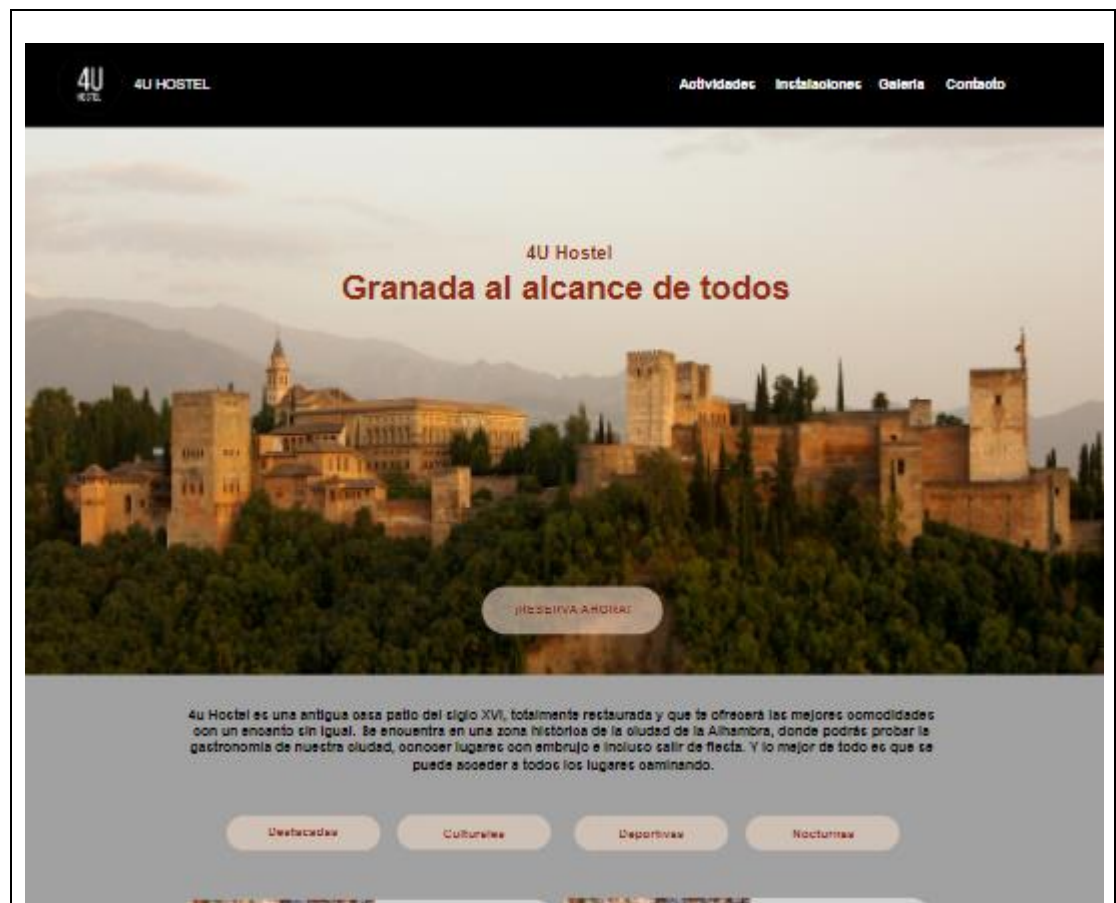 4U
HOSTEL
4U HOSTEL
Actividades Instalaciones Galeria Contacto
4U Hostel
Granada al alcance de todos
¡RESERVA AHORA!
4u Hostel es una antigua casa patio del siglo XVI, totalmente restaurada y que te ofrecerá las mejores comodidades
con un encanto sin igual. Se encuentra en una zona histórica de la ciudad de la Alhambra, donde podrás probar la
gastronomía de nuestra ciudad, conocer lugares con embrujo e incluso salir de fiesta. Y lo mejor de todo es que se
puede acceder a todos los lugares caminando.
Destacadas Culturales Deportivas Nocturnas